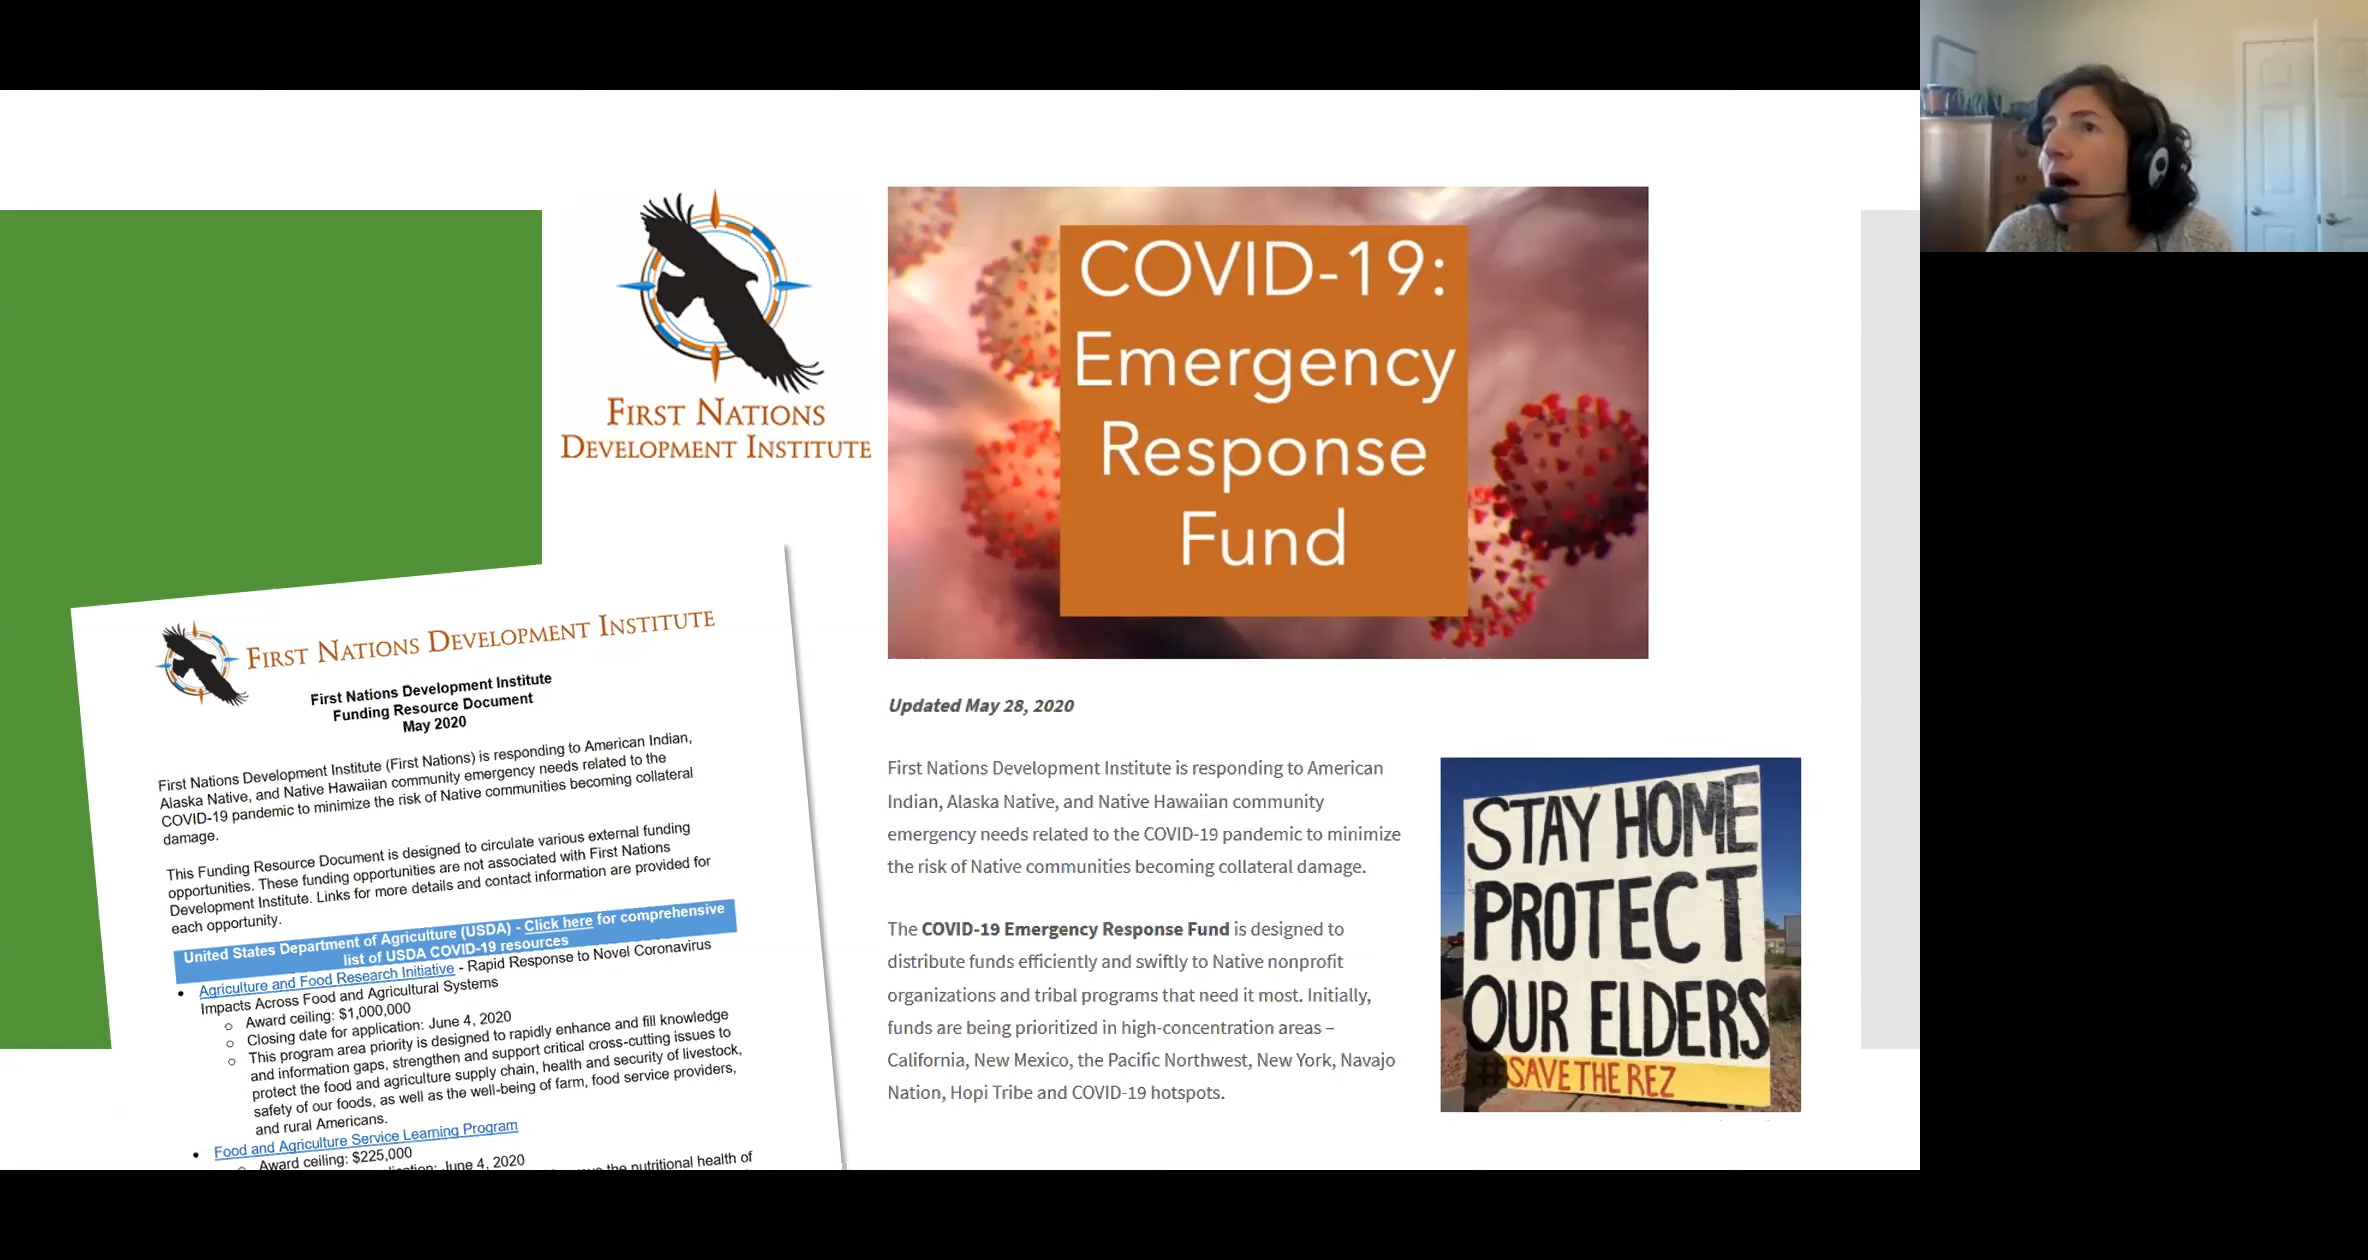 FIRST NATIONS
DEVELOPMENT INSTITUTE
COVID-19:
Emergency
Response
Fund
FIRST NATIONS DEVELOPMENT INSTITUTE
First Nations Development Institute
Funding Resource Document
May 2020
First Nations Development Institute (First Nations) is responding to American Indian,
Alaska Native, and Native Hawaiian community emergency needs related to the
COVID-19 pandemic to minimize the risk of Native communities becoming collateral
damage.
This Funding Resource Document is designed to circulate various external funding
opportunities. These funding opportunities are not associated with First Nations
Development Institute. Links for more details and contact information are provided for
each opportunity.
United States Department of Agriculture (USDA) - Click here for comprehensive
list of USDA COVID-19 resources
• Agriculture and Food Research Initiative - Rapid Response to Novel Coronavirus
Impacts Across Food and Agricultural Systems
○ Award ceiling: $1,000,000
○ Closing date for application: June 4, 2020
○ This program area priority is designed to rapidly enhance and fill knowledge
and information gaps, strengthen and support critical cross-cutting issues to
protect the food and agriculture supply chain, health and security of livestock,
safety of our foods, as well as the well-being of farm, food service providers,
and rural Americans.
• Food and Agriculture Service Learning Program
○ Award ceiling: $225,000
June 4, 2020
the nutritional health of
Updated May 28, 2020
First Nations Development Institute is responding to American
Indian, Alaska Native, and Native Hawaiian community
emergency needs related to the COVID-19 pandemic to minimize
the risk of Native communities becoming collateral damage.
The COVID-19 Emergency Response Fund is designed to
distribute funds efficiently and swiftly to Native nonprofit
organizations and tribal programs that need it most. Initially,
funds are being prioritized in high-concentration areas –
California, New Mexico, the Pacific Northwest, New York, Navajo
Nation, Hopi Tribe and COVID-19 hotspots.
STAY HOME
PROTECT
OUR ELDERS
#SAVETHEREZ